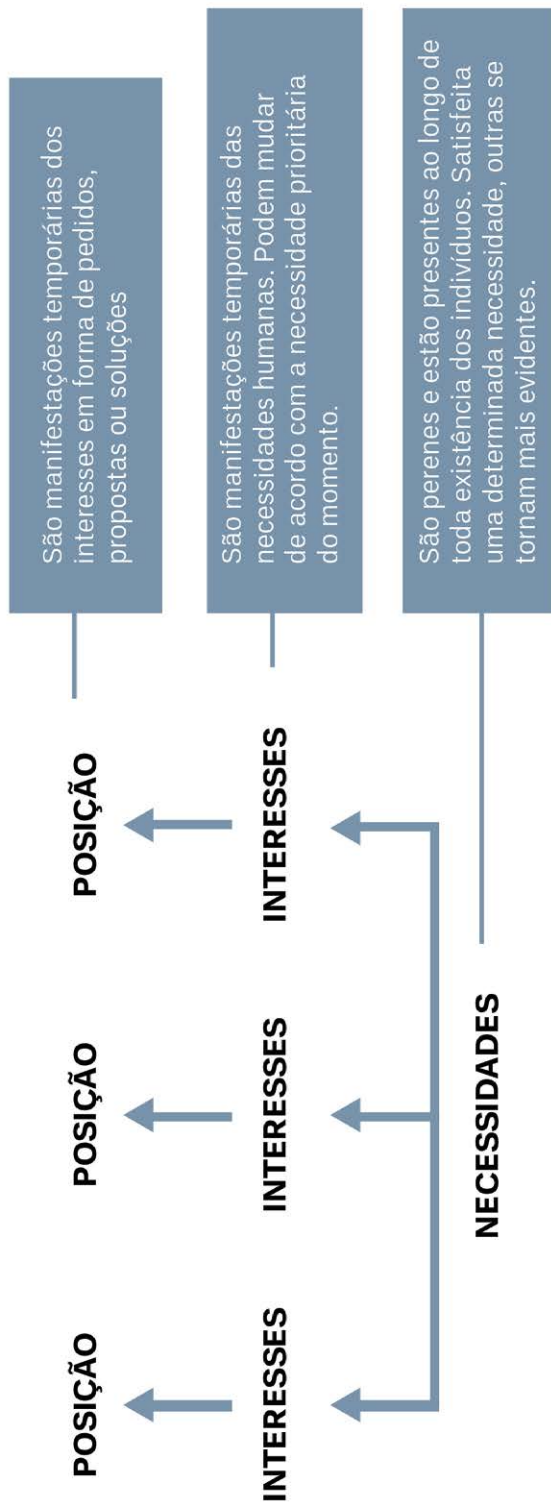 POSIÇÃO
POSIÇÃO
POSIÇÃO
São manifestações temporárias dos
interesses em forma de pedidos,
propostas ou soluções
INTERESSES
INTERESSES
INTERESSES
São manifestações temporárias das
necessidades humanas. Podem mudar
de acordo com a necessidade prioritária
do momento.
NECESSIDADES
São perenes e estão presentes ao longo de
toda existência dos indivíduos. Satisfeita
uma determinada necessidade, outras se
tornam mais evidentes.